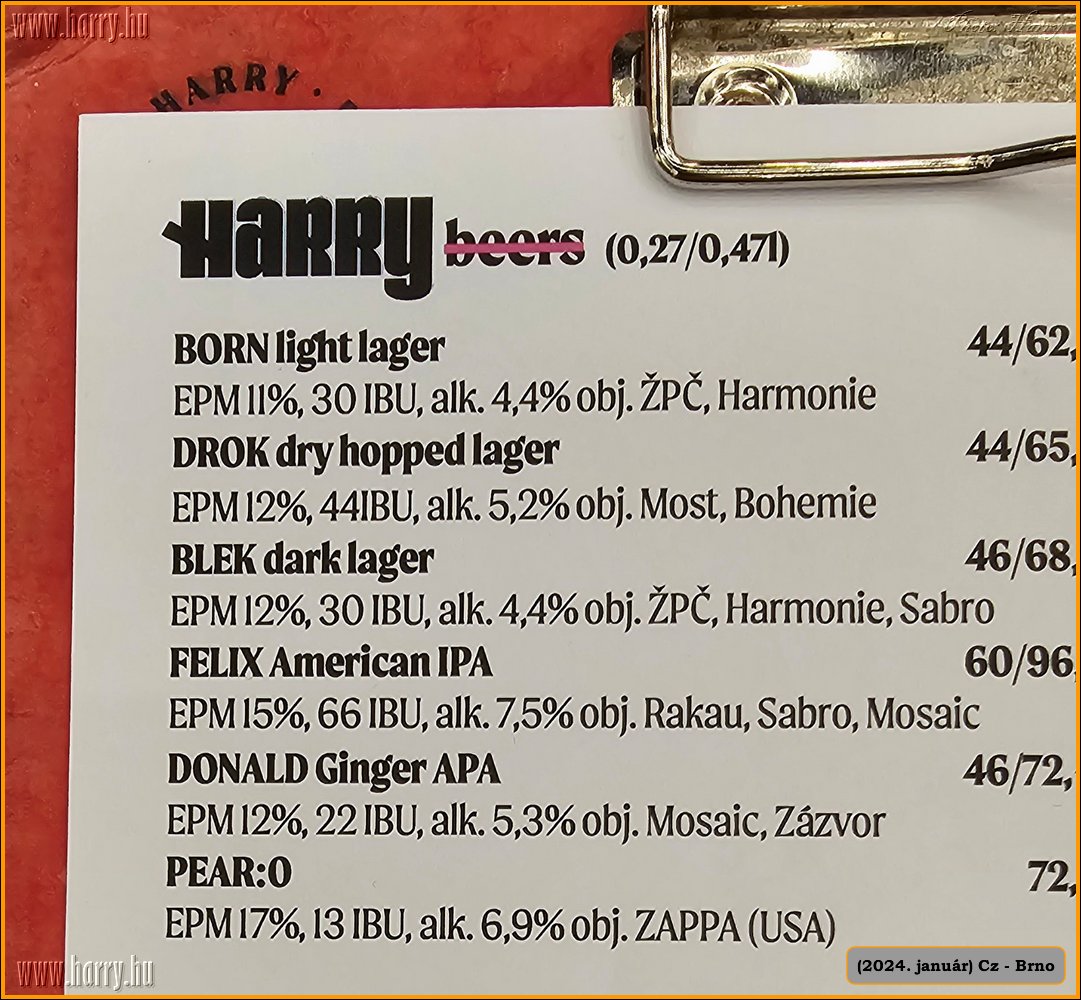 www.harry.hu
Photo: Harry
HARRY .
HARRY beers (0,27/0,47l)
BORN light lager 44/62,
EPM 11%, 30 IBU, alk. 4,4% obj. ŽPČ, Harmonie
DROK dry hopped lager 44/65,
EPM 12%, 44IBU, alk. 5,2% obj. Most, Bohemie
BLEK dark lager 46/68,
EPM 12%, 30 IBU, alk. 4,4% obj. ŽPČ, Harmonie, Sabro
FELIX American IPA 60/96,
EPM 15%, 66 IBU, alk. 7,5% obj. Rakau, Sabro, Mosaic
DONALD Ginger APA 46/72,-
EPM 12%, 22 IBU, alk. 5,3% obj. Mosaic, Zázvor
PEAR:O 72,
EPM 17%, 13 IBU, alk. 6,9% obj. ZAPPA (USA)
www.harry.hu
(2024. január) Cz - Brno